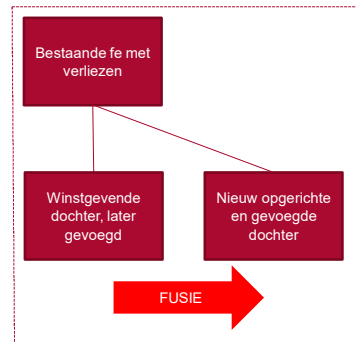 Bestaande fe met
verliezen
Winstgevende
dochter, later
gevoegd
Nieuw opgerichte
en gevoegde
dochter
FUSIE